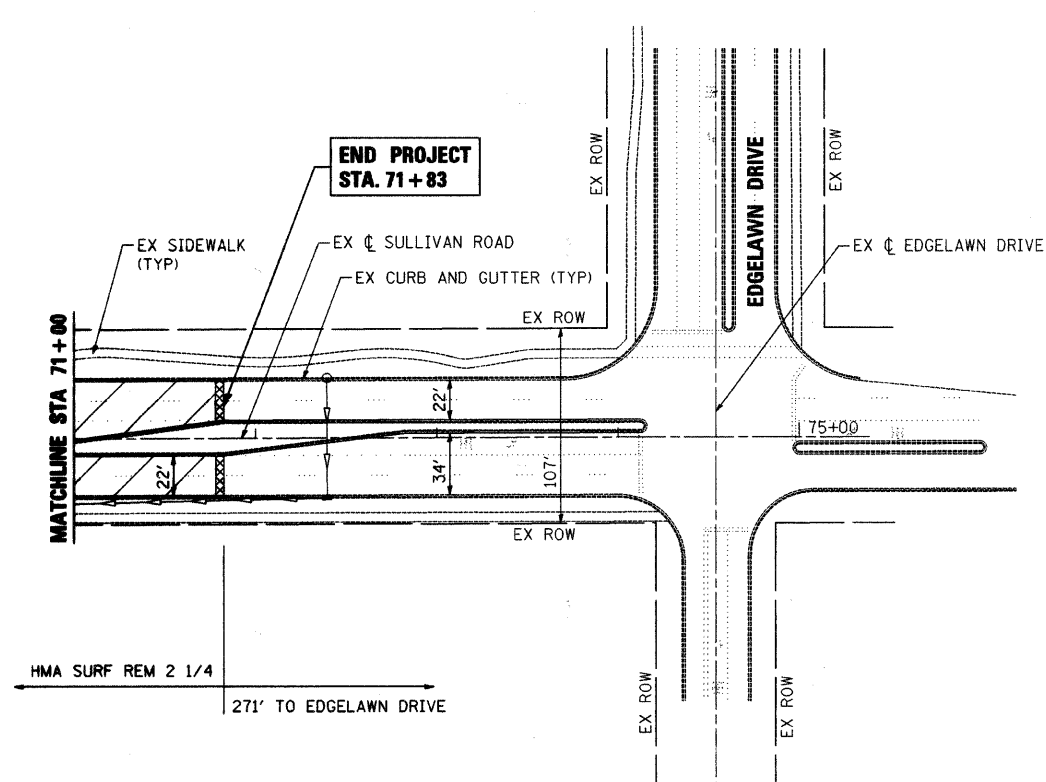 END PROJECT
STA. 71+83
EX SIDEWALK
(TYP)
EX ℄ SULLIVAN ROAD
EX CURB AND GUTTER (TYP)
EX ROW
EX ROW
EDGELAWN DRIVE
EX ROW
EX ℄ EDGELAWN DRIVE
EX ROW
MATCHLINE STA 71+00
22'
22'
34'
107'
75+00
EX ROW
HMA SURF REM 2 1/4
271' TO EDGELAWN DRIVE
EX ROW
EX ROW